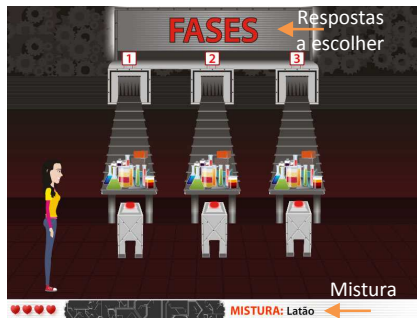 FASES
Respostas
a escolher
1 2 3
Mistura
MISTURA: Latão